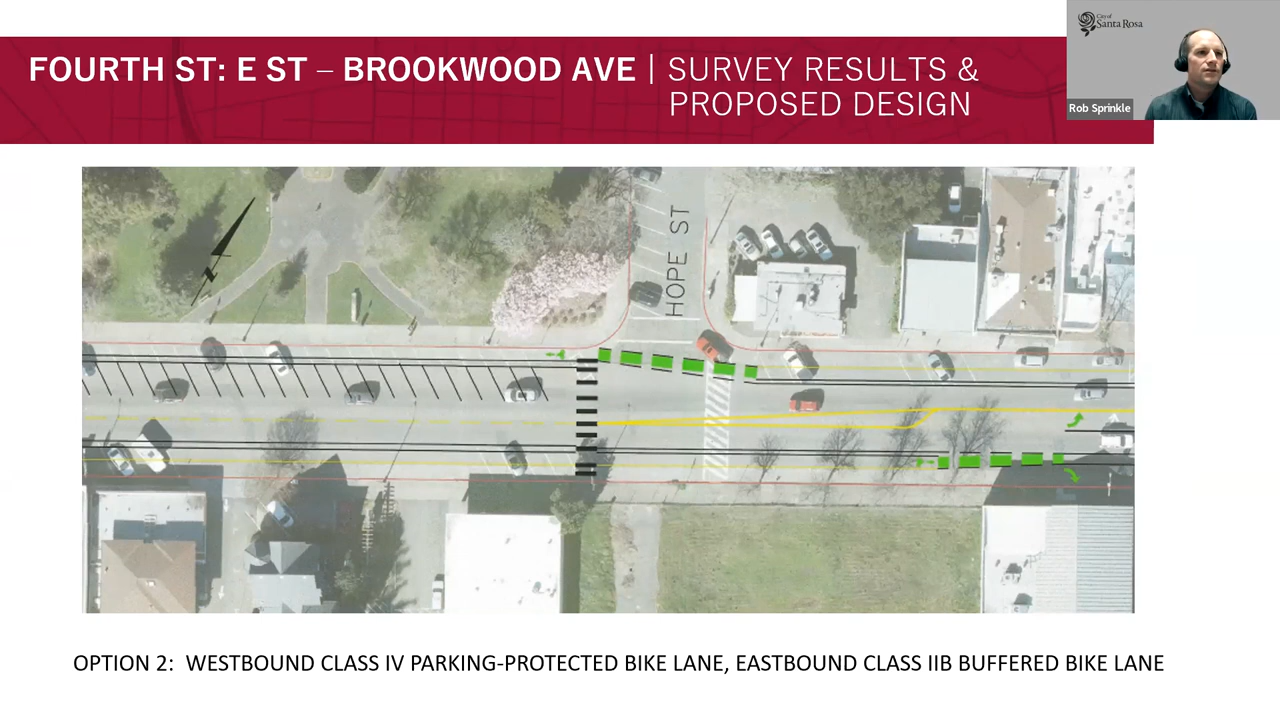 FOURTH ST: E ST – BROOKWOOD AVE | SURVEY RESULTS &
PROPOSED DESIGN
City of
Santa Rosa
Rob Sprinkle
HOPE ST
OPTION 2: WESTBOUND CLASS IV PARKING-PROTECTED BIKE LANE, EASTBOUND CLASS IIB BUFFERED BIKE LANE